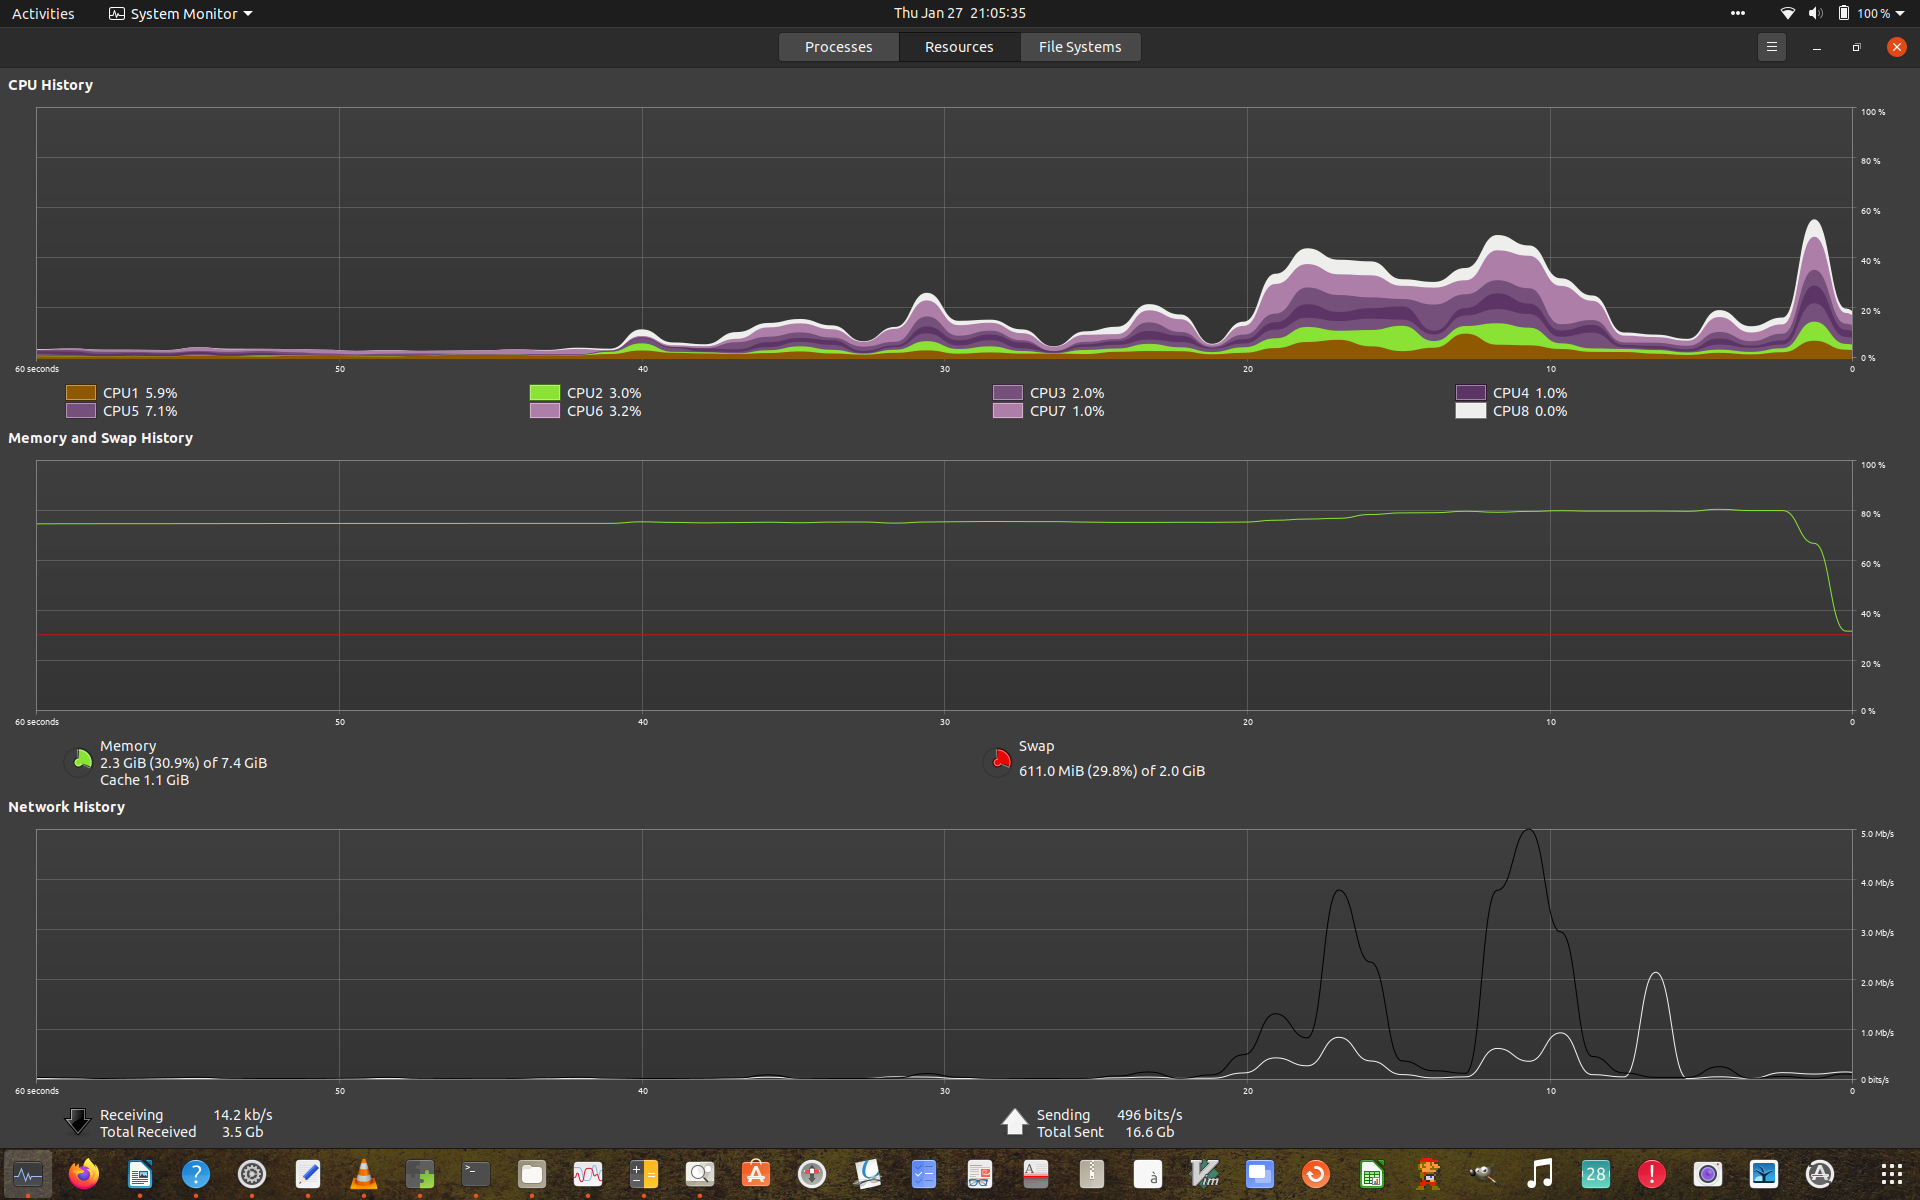 Activities System Monitor Thu Jan 27 21:05:35 100 %
Processes Resources File Systems
CPU History
100 %
80 %
60 %
40 %
20 %
0 %
60 seconds 50 40 30 20 10 0
CPU1 5.9% CPU2 3.0% CPU3 2.0% CPU4 1.0%
CPU5 7.1% CPU6 3.2% CPU7 1.0% CPU8 0.0%
Memory and Swap History
100 %
80 %
60 %
40 %
20 %
0 %
60 seconds 50 40 30 20 10 0
Memory
2.3 GiB (30.9%) of 7.4 GiB
Cache 1.1 GiB
Swap
611.0 MiB (29.8%) of 2.0 GiB
Network History
5.0 Mb/s
4.0 Mb/s
3.0 Mb/s
2.0 Mb/s
1.0 Mb/s
0 bits/s
60 seconds 50 40 30 20 10 0
Receiving 14.2 kb/s
Total Received 3.5 Gb
Sending 496 bits/s
Total Sent 16.6 Gb
? >_ A à Vim 28 !